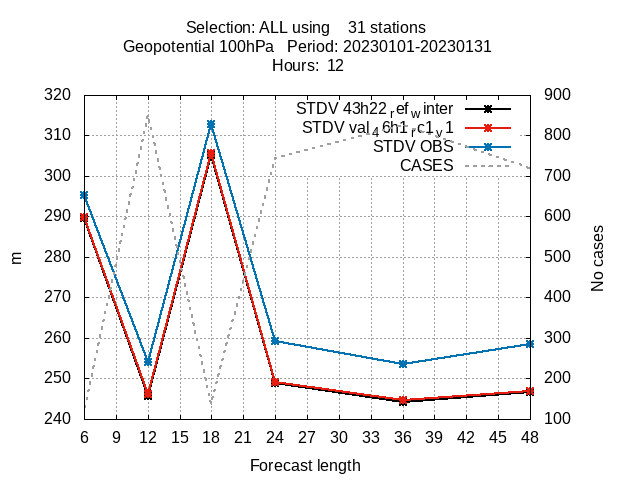 Selection: ALL using    31 stations
Geopotential 100hPa   Period: 20230101-20230131
Hours:  12
STDV 43h22ref_winter
STDV val46h1rc1v1
STDV OBS
CASES
320
310
300
290
280
270
260
250
240
m
900
800
700
600
500
400
300
200
100
No cases
6 9 12 15 18 21 24 27 30 33 36 39 42 45 48
Forecast length